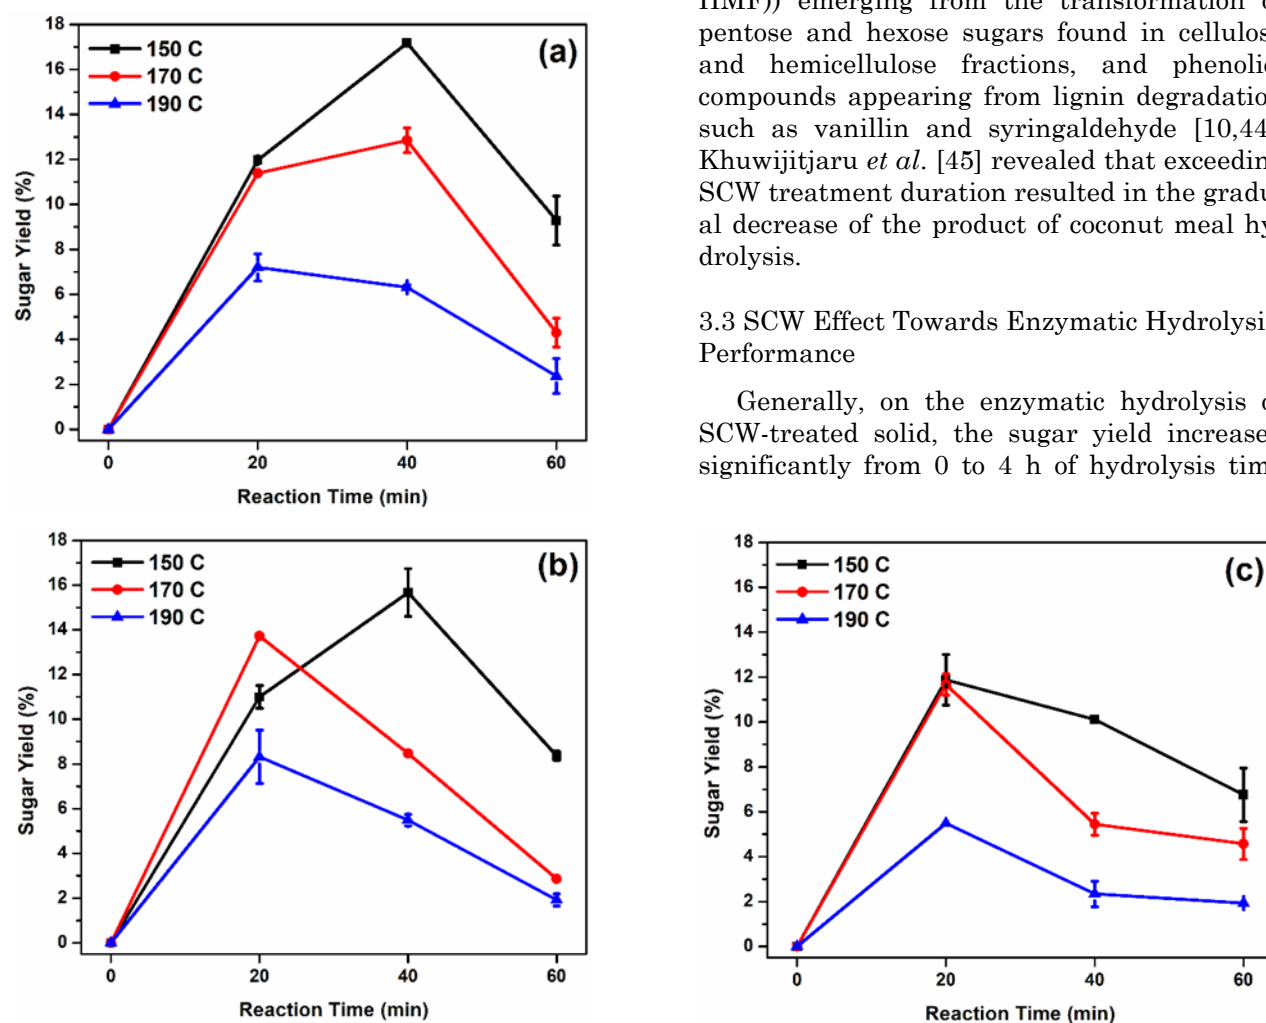 18
16
14
12
10
8
6
4
2
0
Sugar Yield (%)
150 C
170 C
190 C
(a)
0 20 40 60
Reaction Time (min)
pentose and hexose sugars found in cellulos
and hemicellulose fractions, and phenoli
compounds appearing from lignin degradatio
such as vanillin and syringaldehyde [10,44
Khuwijitjaru et al. [45] revealed that exceedin
SCW treatment duration resulted in the gradu
al decrease of the product of coconut meal hy
drolysis.
3.3 SCW Effect Towards Enzymatic Hydrolysi
Performance
Generally, on the enzymatic hydrolysis o
SCW-treated solid, the sugar yield increase
significantly from 0 to 4 h of hydrolysis tim
18
16
14
12
10
8
6
4
2
0
Sugar Yield (%)
150 C
170 C
190 C
(b)
0 20 40 60
Reaction Time (min)
18
16
14
12
10
8
6
4
2
0
Sugar Yield (%)
150 C
170 C
190 C
(c)
0 20 40 60
Reaction Time (min)